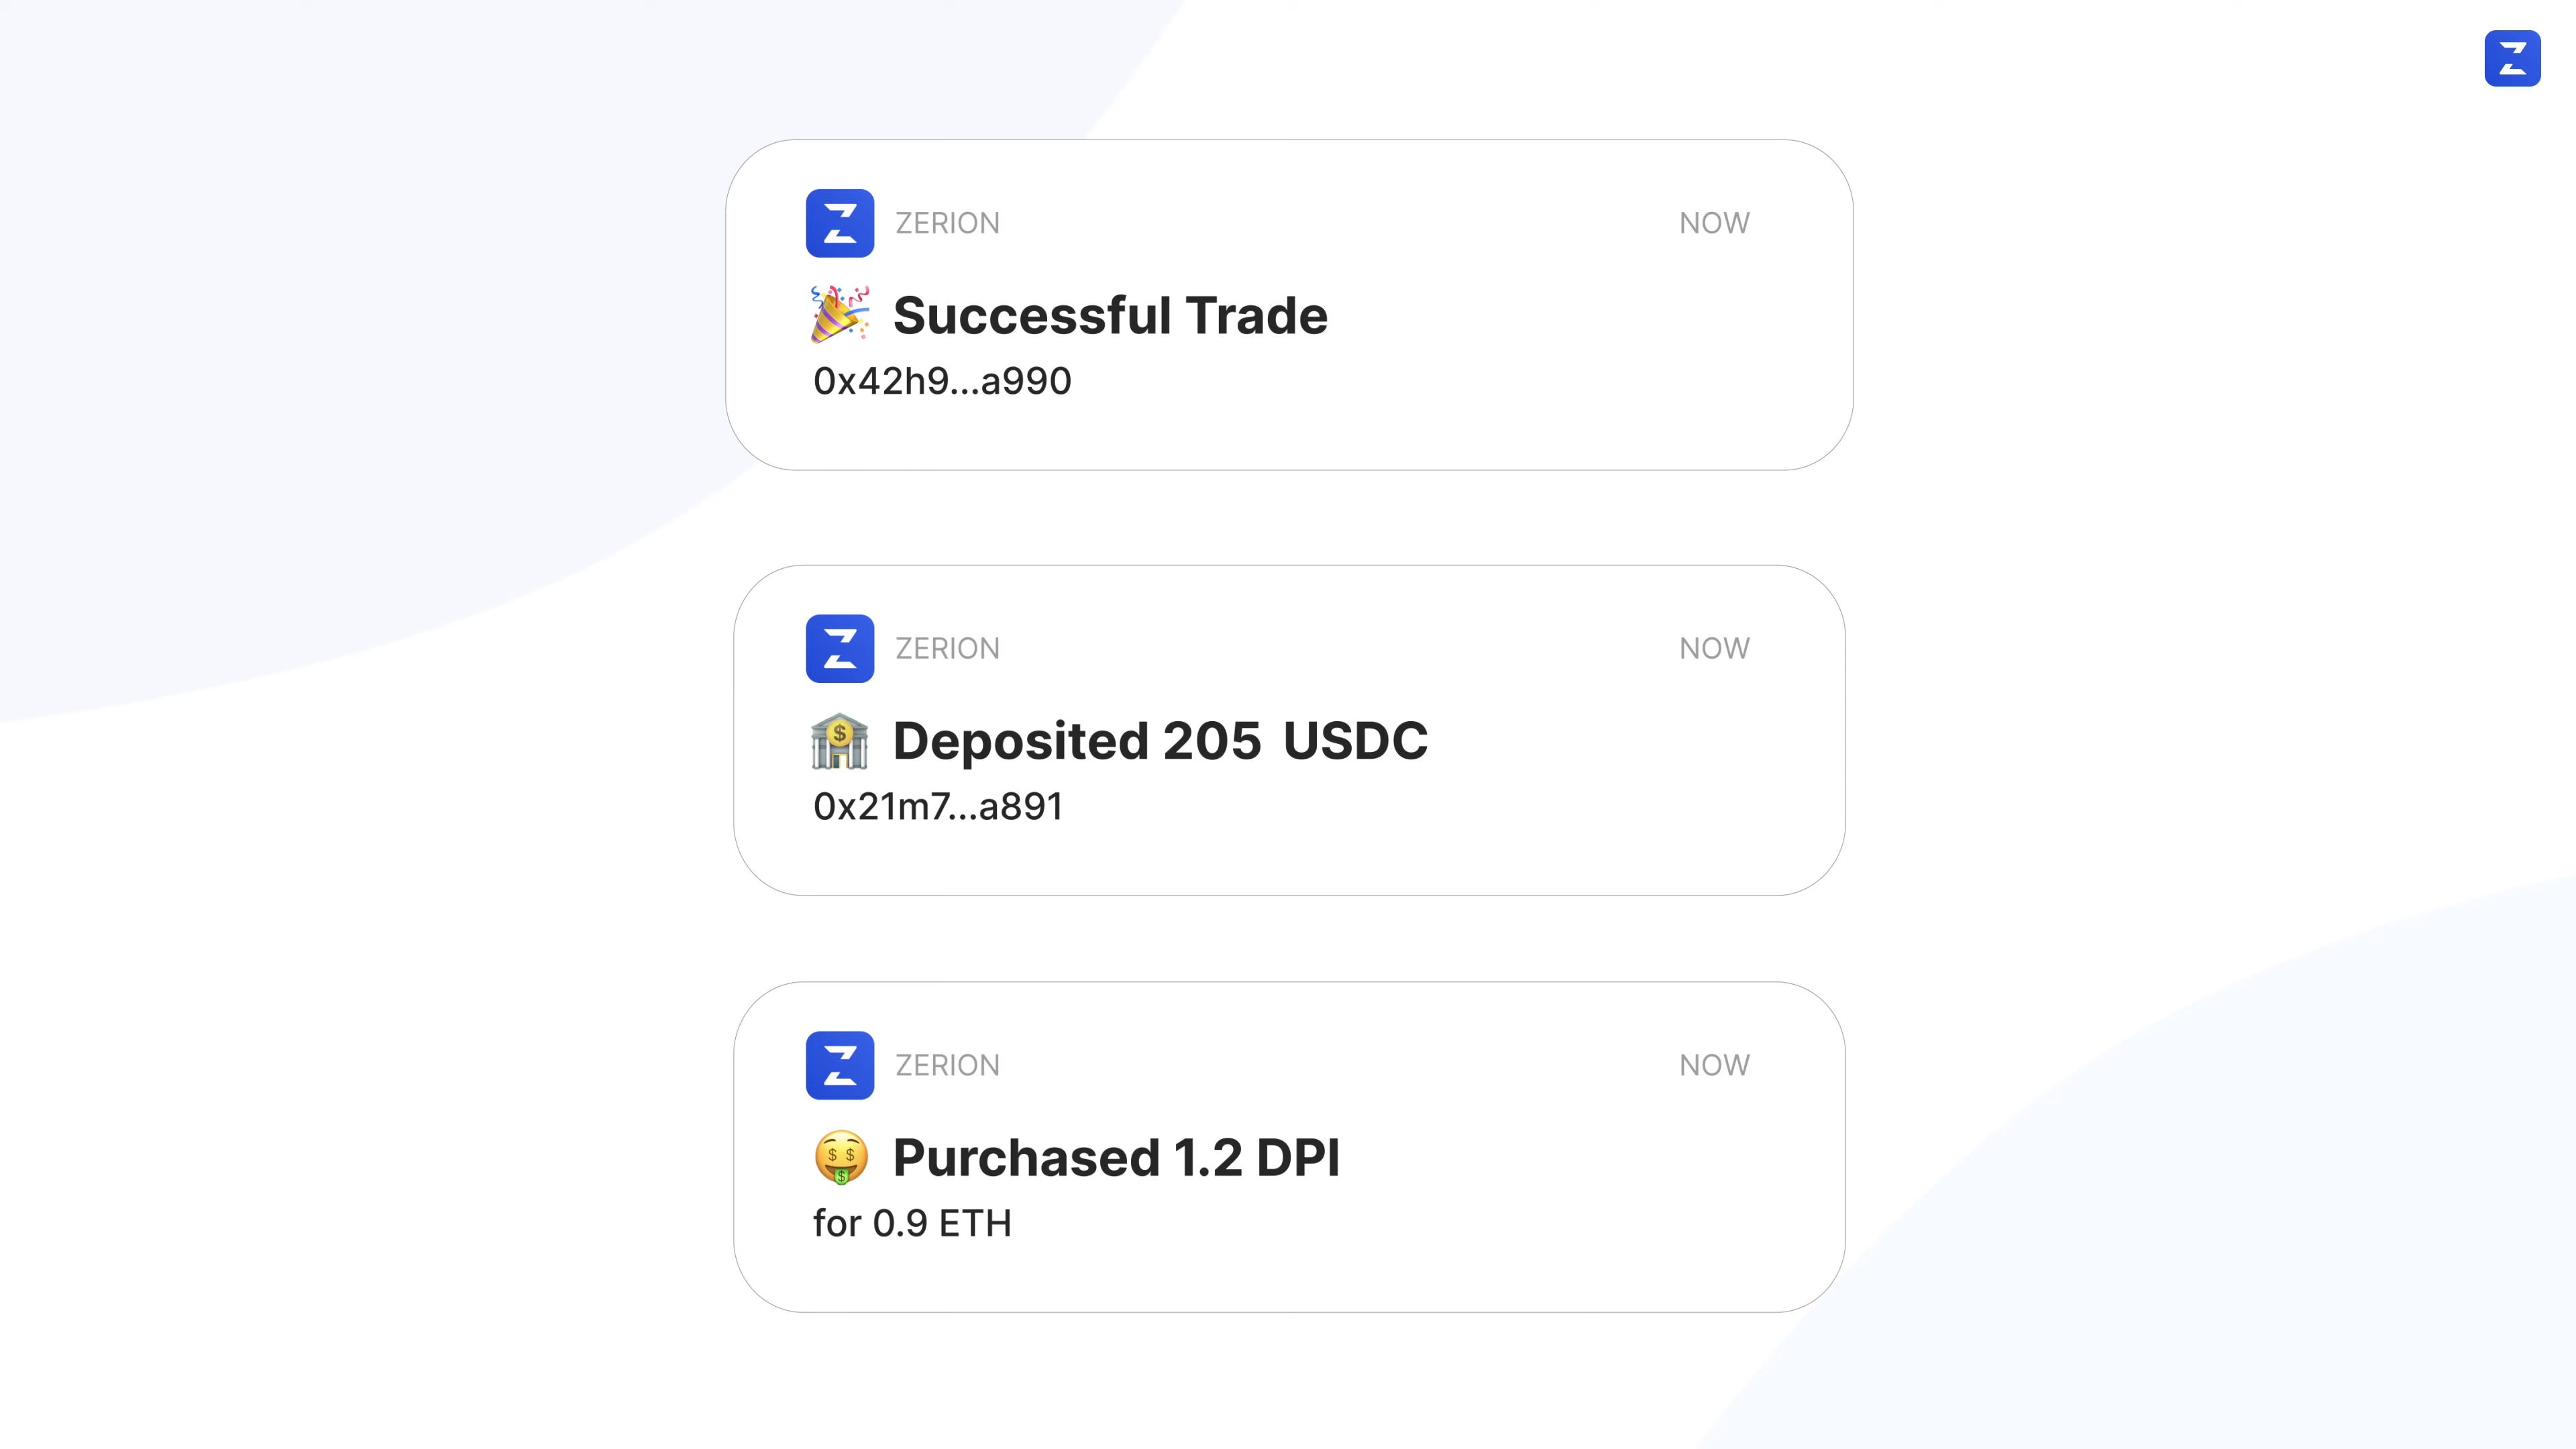 ZERION NOW
🎉 Successful Trade
0x42h9...a990
ZERION NOW
🏦 Deposited 205 USDC
0x21m7...a891
ZERION NOW
🤑 Purchased 1.2 DPI
for 0.9 ETH